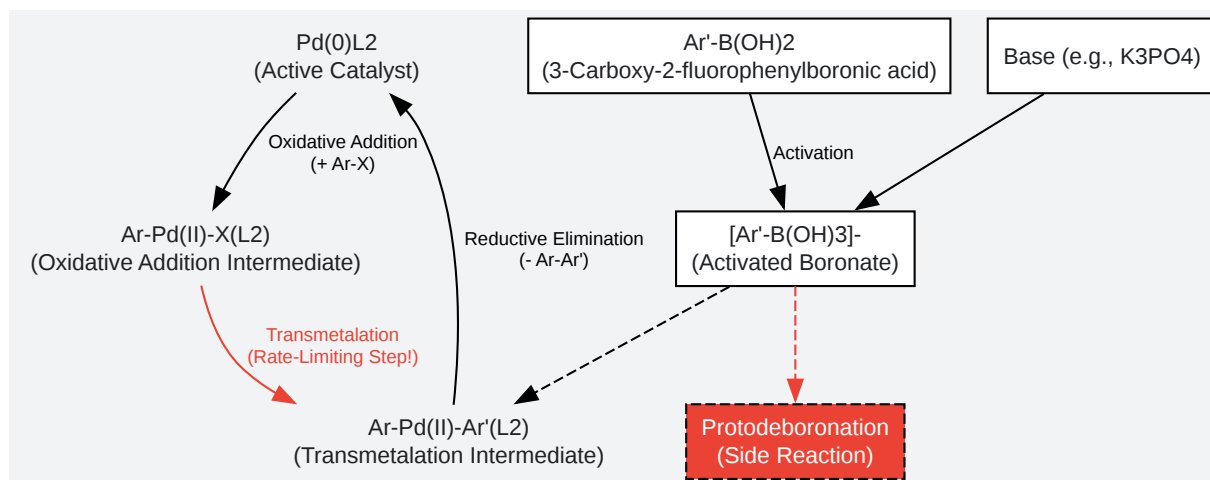 Pd(0)L2
(Active Catalyst)
Ar'-B(OH)2
(3-Carboxy-2-fluorophenylboronic acid)
Base (e.g., K3PO4)
Oxidative Addition
(+ Ar-X)
Activation
Ar-Pd(II)-X(L2)
(Oxidative Addition Intermediate)
Reductive Elimination
(- Ar-Ar')
[Ar'-B(OH)3]-
(Activated Boronate)
Transmetalation
(Rate-Limiting Step!)
Ar-Pd(II)-Ar'(L2)
(Transmetalation Intermediate)
Protodeboronation
(Side Reaction)